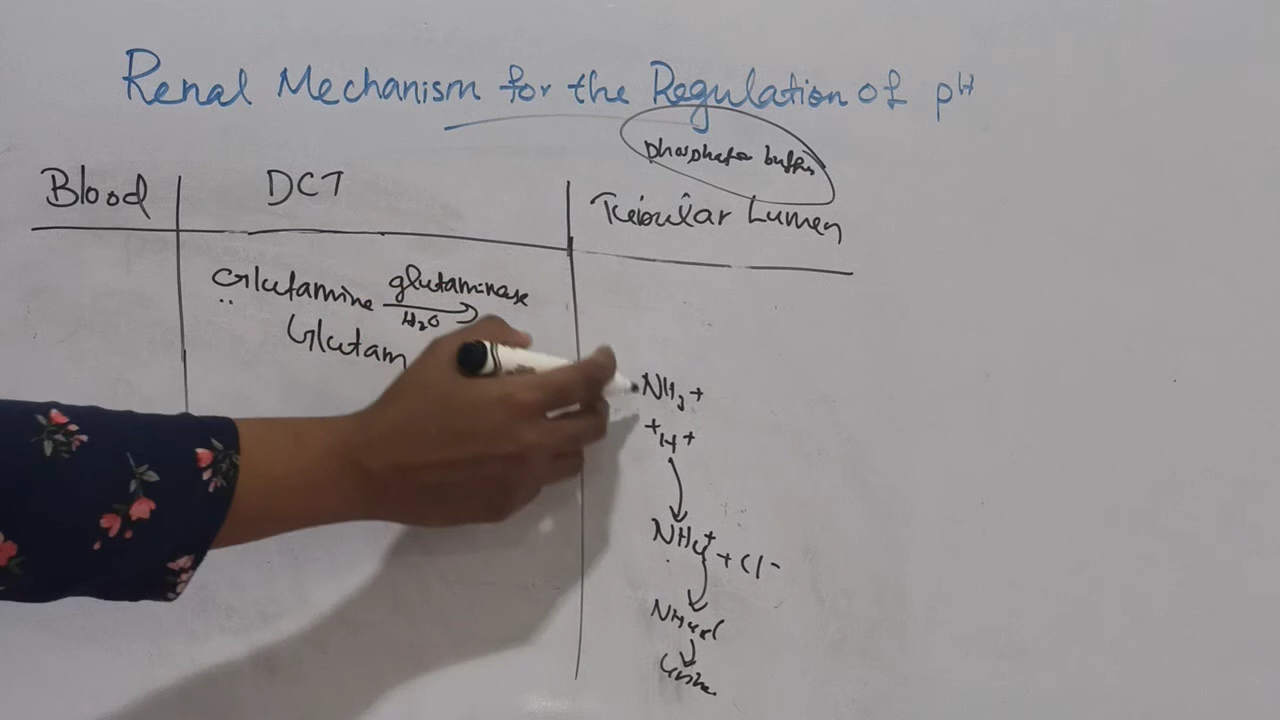 Renal Mechanism for the Regulation of pH
phosphate buffer
Blood
DCT
Tubular Lumen
Glutamine glutaminase
H₂O
Glutam
NH₃ +
+ H+
NH₄⁺ + Cl-
NH₄Cl
Urine